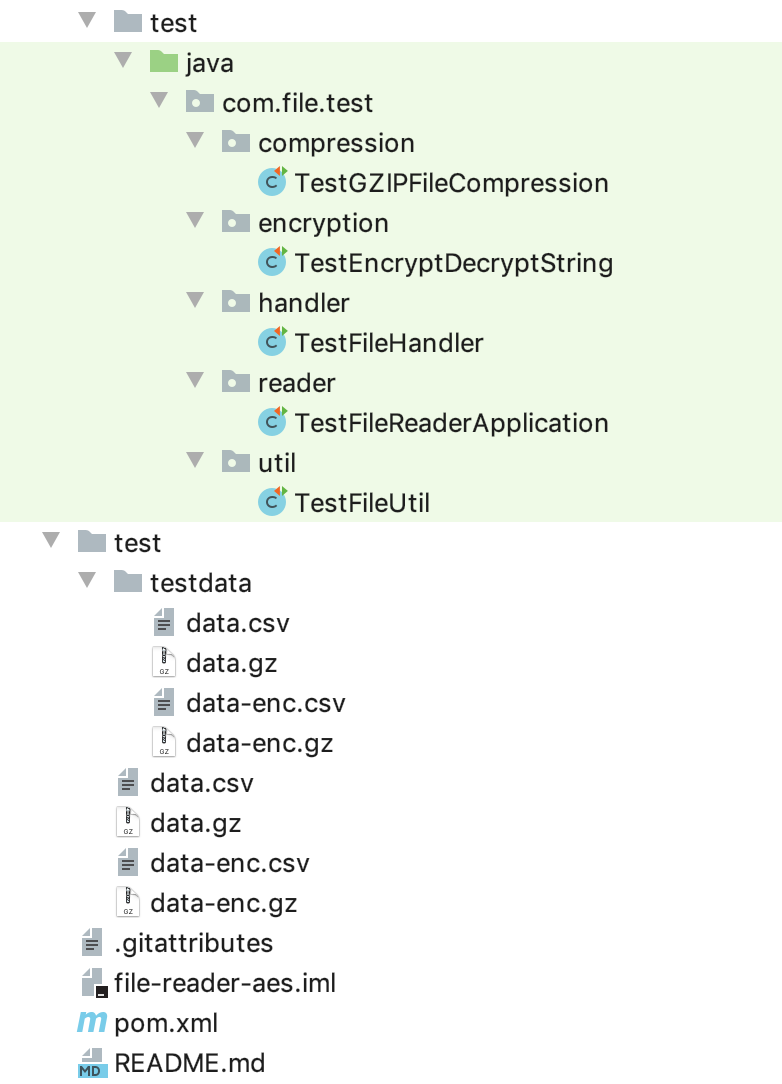 test
java
com.file.test
compression
C TestGZIPFileCompression
encryption
C TestEncryptDecryptString
handler
C TestFileHandler
reader
C TestFileReaderApplication
util
C TestFileUtil
test
testdata
data.csv
GZ data.gz
data-enc.csv
GZ data-enc.gz
data.csv
GZ data.gz
data-enc.csv
GZ data-enc.gz
.gitattributes
file-reader-aes.iml
m pom.xml
MD README.md